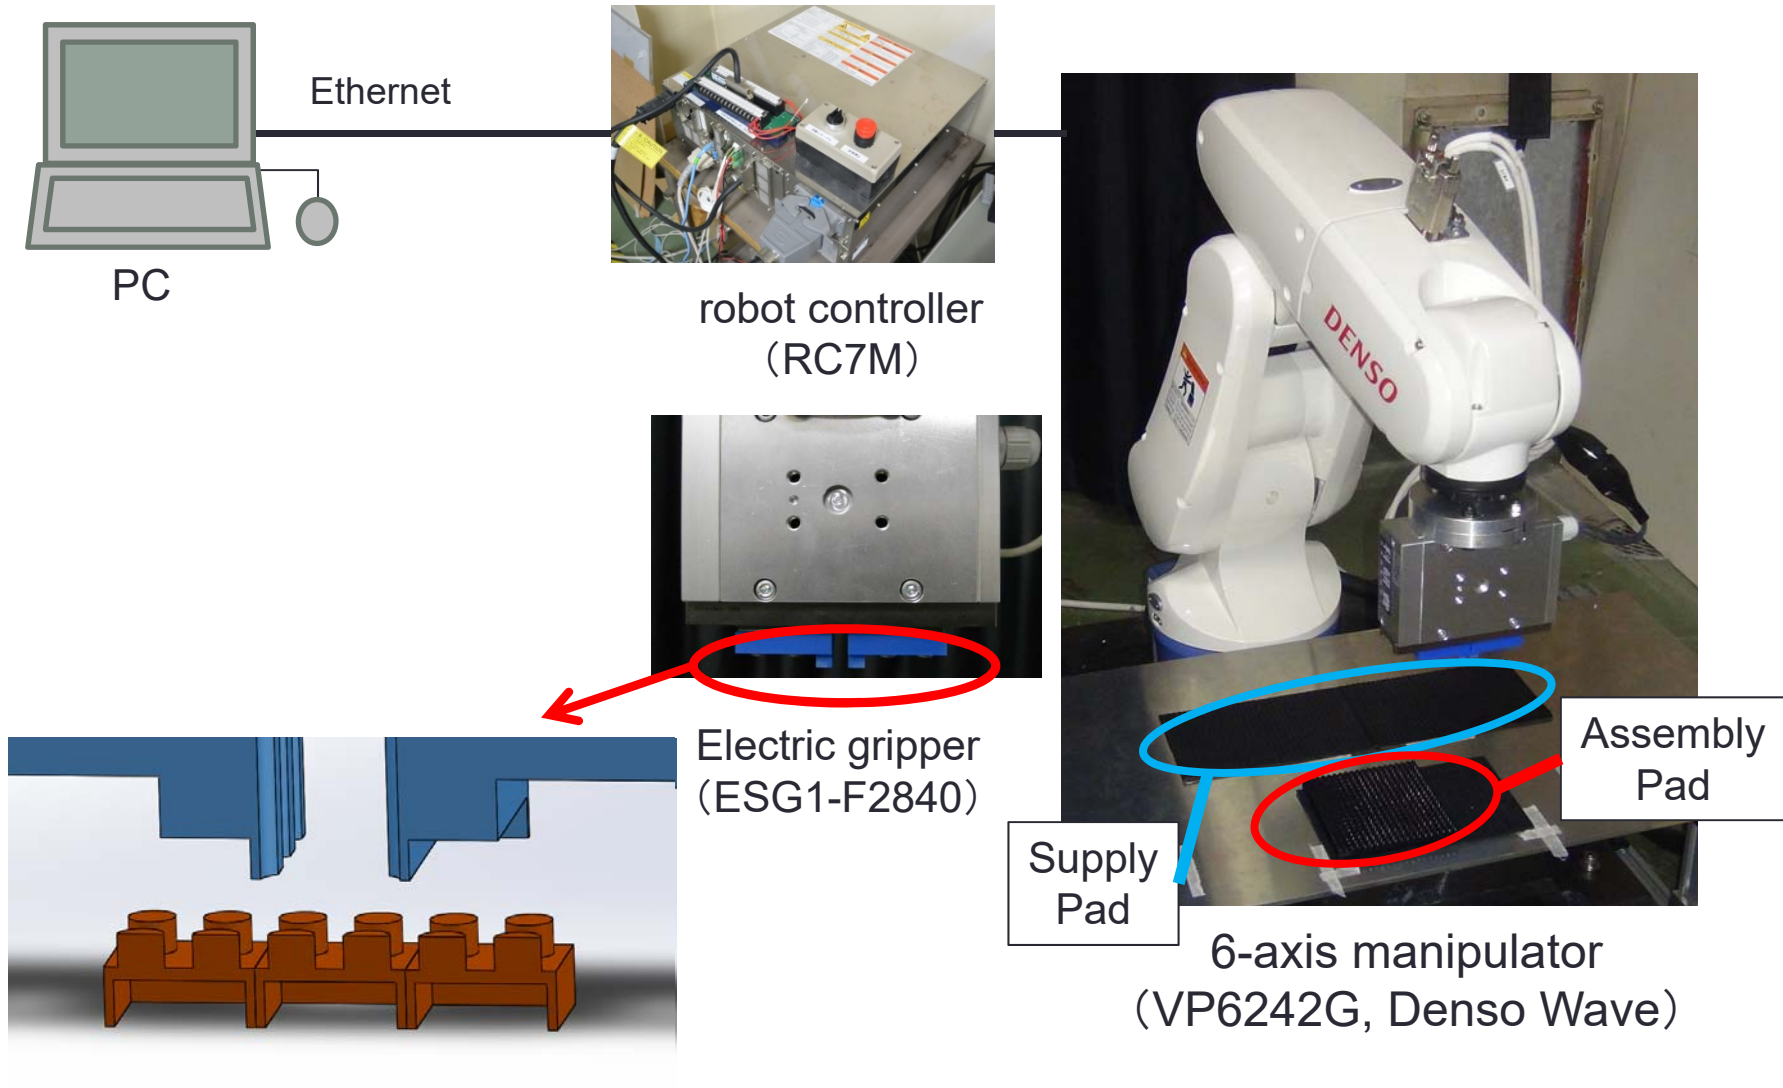 Ethernet
PC
robot controller
（RC7M）
DENSO
Electric gripper
（ESG1-F2840）
Assembly
Pad
Supply
Pad
6-axis manipulator
（VP6242G, Denso Wave）